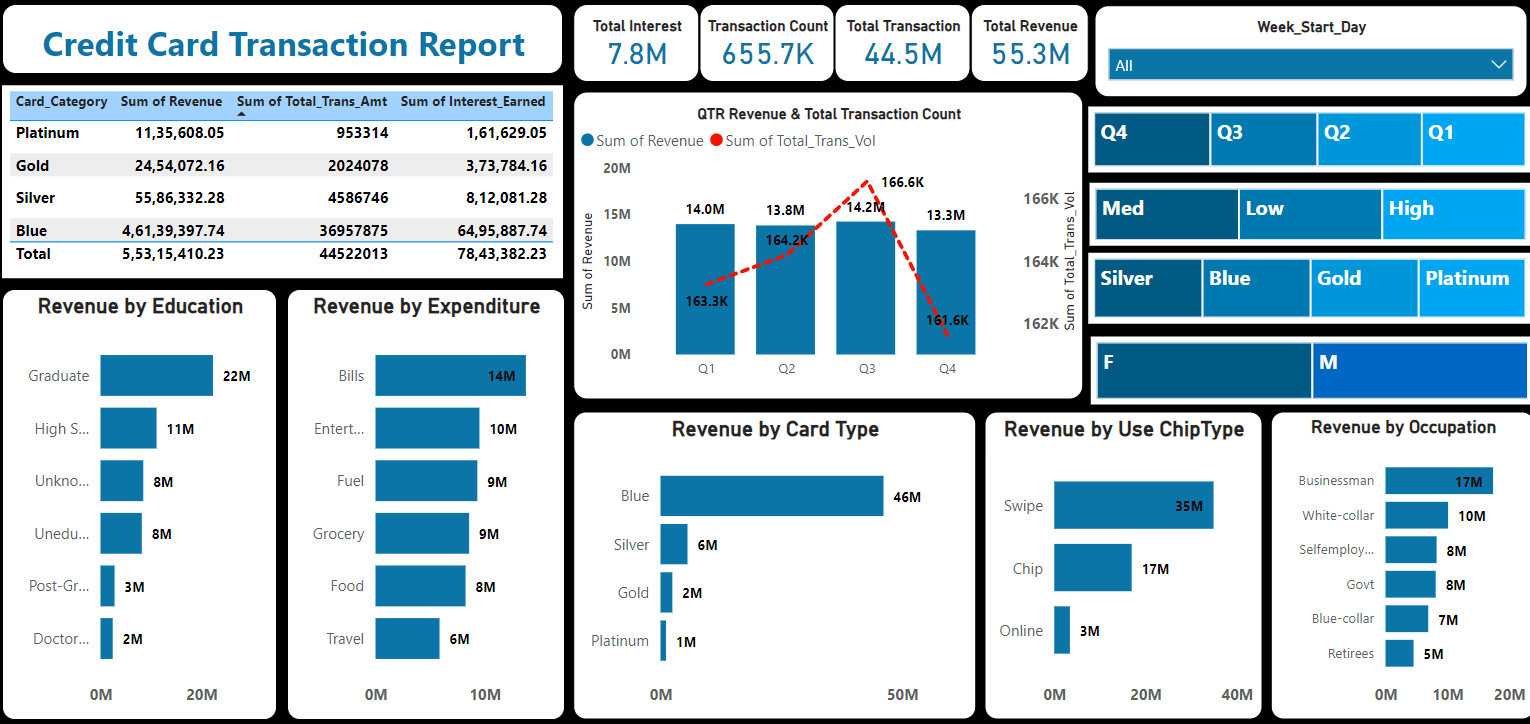 Credit Card Transaction Report
Total Interest
7.8M
Transaction Count
655.7K
Total Transaction
44.5M
Total Revenue
55.3M
Week_Start_Day
All
Card_Category Sum of Revenue Sum of Total_Trans_Amt Sum of Interest_Earned
Platinum 11,35,608.05 953314 1,61,629.05
Gold 24,54,072.16 2024078 3,73,784.16
Silver 55,86,332.28 4586746 8,12,081.28
Blue 4,61,39,397.74 36957875 64,95,887.74
Total 5,53,15,410.23 44522013 78,43,382.23
QTR Revenue & Total Transaction Count
Sum of Revenue Sum of Total_Trans_Vol
Sum of Revenue
20M
15M
10M
5M
0M
14.0M 13.8M 14.2M 13.3M
163.3K 164.2K 166.6K 161.6K
Q1 Q2 Q3 Q4
166K
164K
162K
Sum of Total_Trans_Vol
Q4 Q3 Q2 Q1
Med Low High
Silver Blue Gold Platinum
F M
Revenue by Education
Graduate 22M
High S... 11M
Unkno... 8M
Unedu... 8M
Post-Gr... 3M
Doctor... 2M
0M 20M
Revenue by Expenditure
Bills 14M
Entert... 10M
Fuel 9M
Grocery 9M
Food 8M
Travel 6M
0M 10M
Revenue by Card Type
Blue 46M
Silver 6M
Gold 2M
Platinum 1M
0M 50M
Revenue by Use ChipType
Swipe 35M
Chip 17M
Online 3M
0M 20M 40M
Revenue by Occupation
Businessman 17M
White-collar 10M
Selfemploy... 8M
Govt 8M
Blue-collar 7M
Retirees 5M
0M 10M 20M